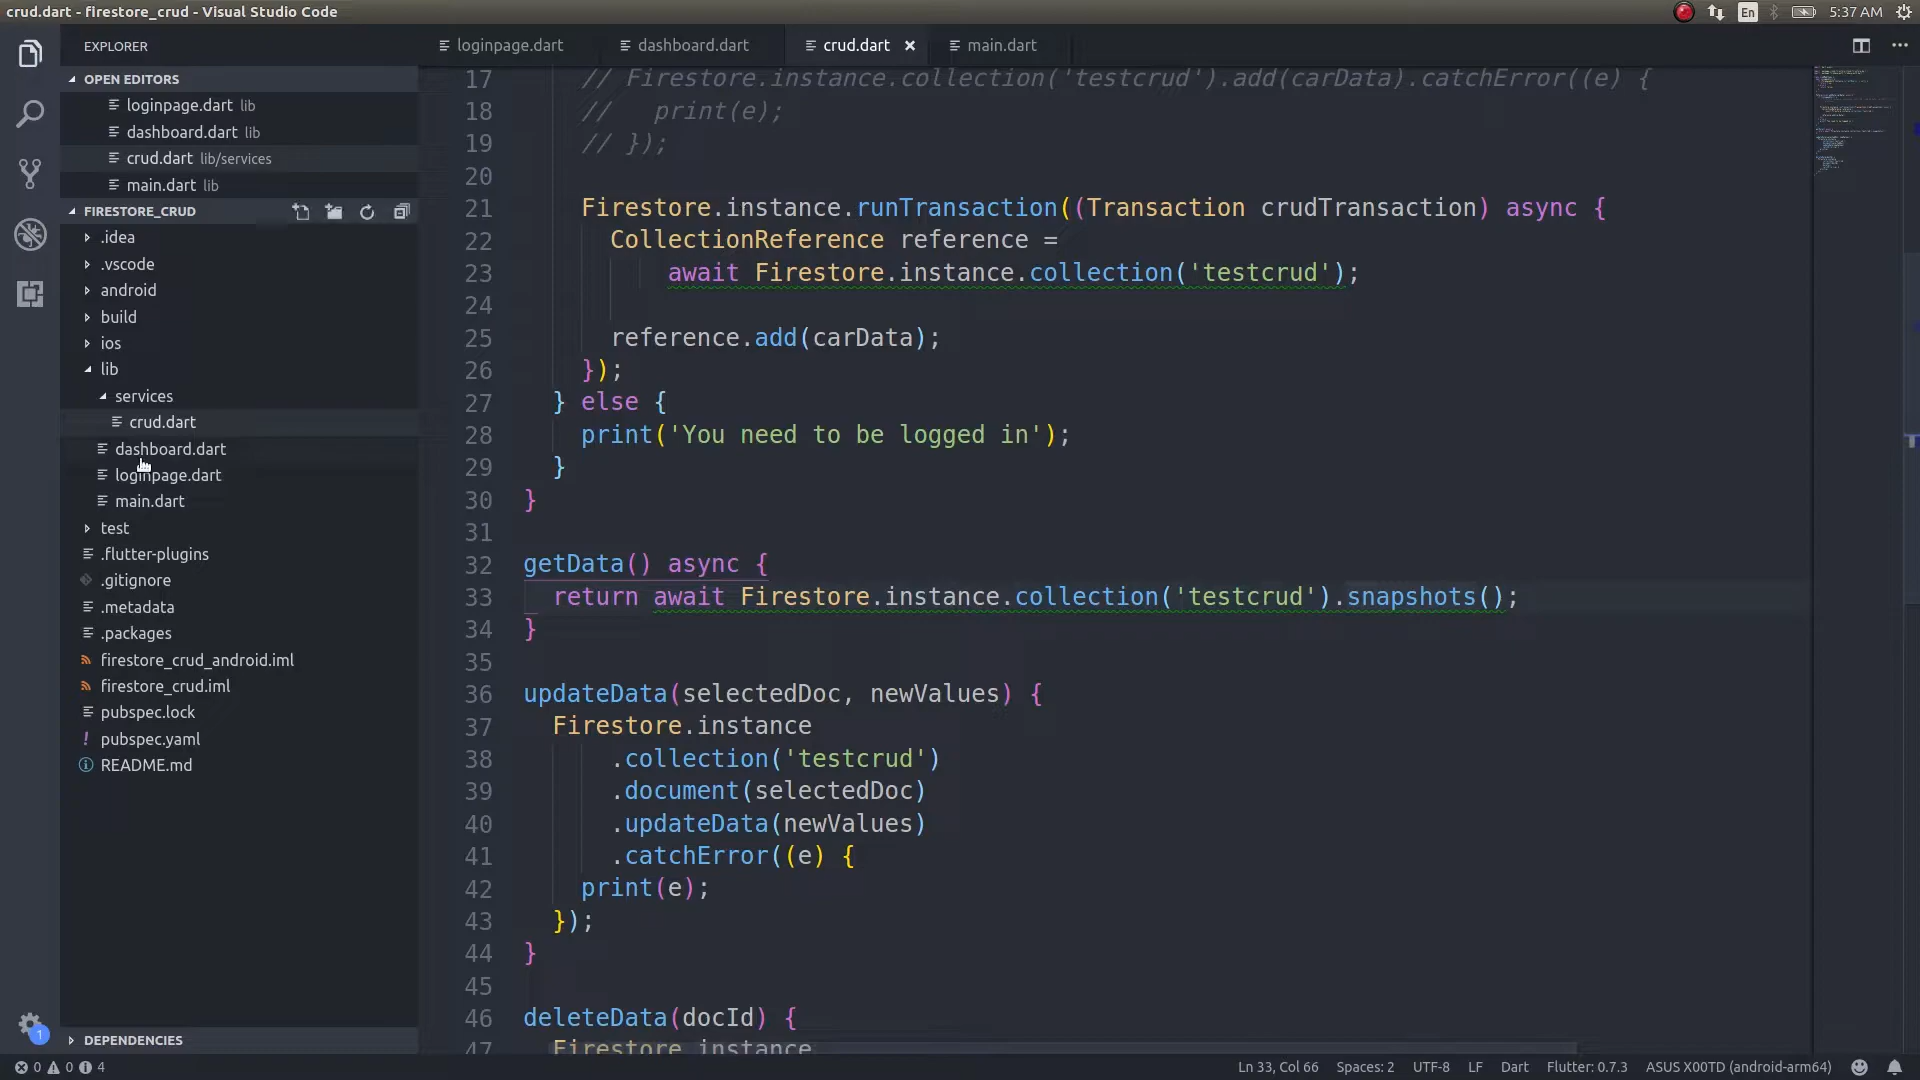 crud.dart - firestore_crud - Visual Studio Code
En
5:37 AM
EXPLORER
OPEN EDITORS
loginpage.dart lib
dashboard.dart lib
crud.dart lib/services
main.dart lib
FIRESTORE_CRUD
.idea
.vscode
android
build
ios
lib
services
crud.dart
dashboard.dart
loginpage.dart
main.dart
test
.flutter-plugins
.gitignore
.metadata
.packages
firestore_crud_android.iml
firestore_crud.iml
pubspec.lock
! pubspec.yaml
README.md
DEPENDENCIES
1
loginpage.dart
dashboard.dart
crud.dart ×
main.dart
17 // Firestore.instance.collection('testcrud').add(carData).catchError((e) {
18 //   print(e);
19 // });
20
21 Firestore.instance.runTransaction((Transaction crudTransaction) async {
22 CollectionReference reference =
23 await Firestore.instance.collection('testcrud');
24
25 reference.add(carData);
26 });
27 } else {
28 print('You need to be logged in');
29 }
30 }
31
32 getData() async {
33 return await Firestore.instance.collection('testcrud').snapshots();
34 }
35
36 updateData(selectedDoc, newValues) {
37 Firestore.instance
38 .collection('testcrud')
39 .document(selectedDoc)
40 .updateData(newValues)
41 .catchError((e) {
42 print(e);
43 });
44 }
45
46 deleteData(docId) {
47 Firestore.instance
0 0 4
Ln 33, Col 66 Spaces: 2 UTF-8 LF Dart Flutter: 0.7.3 ASUS X00TD (android-arm64)